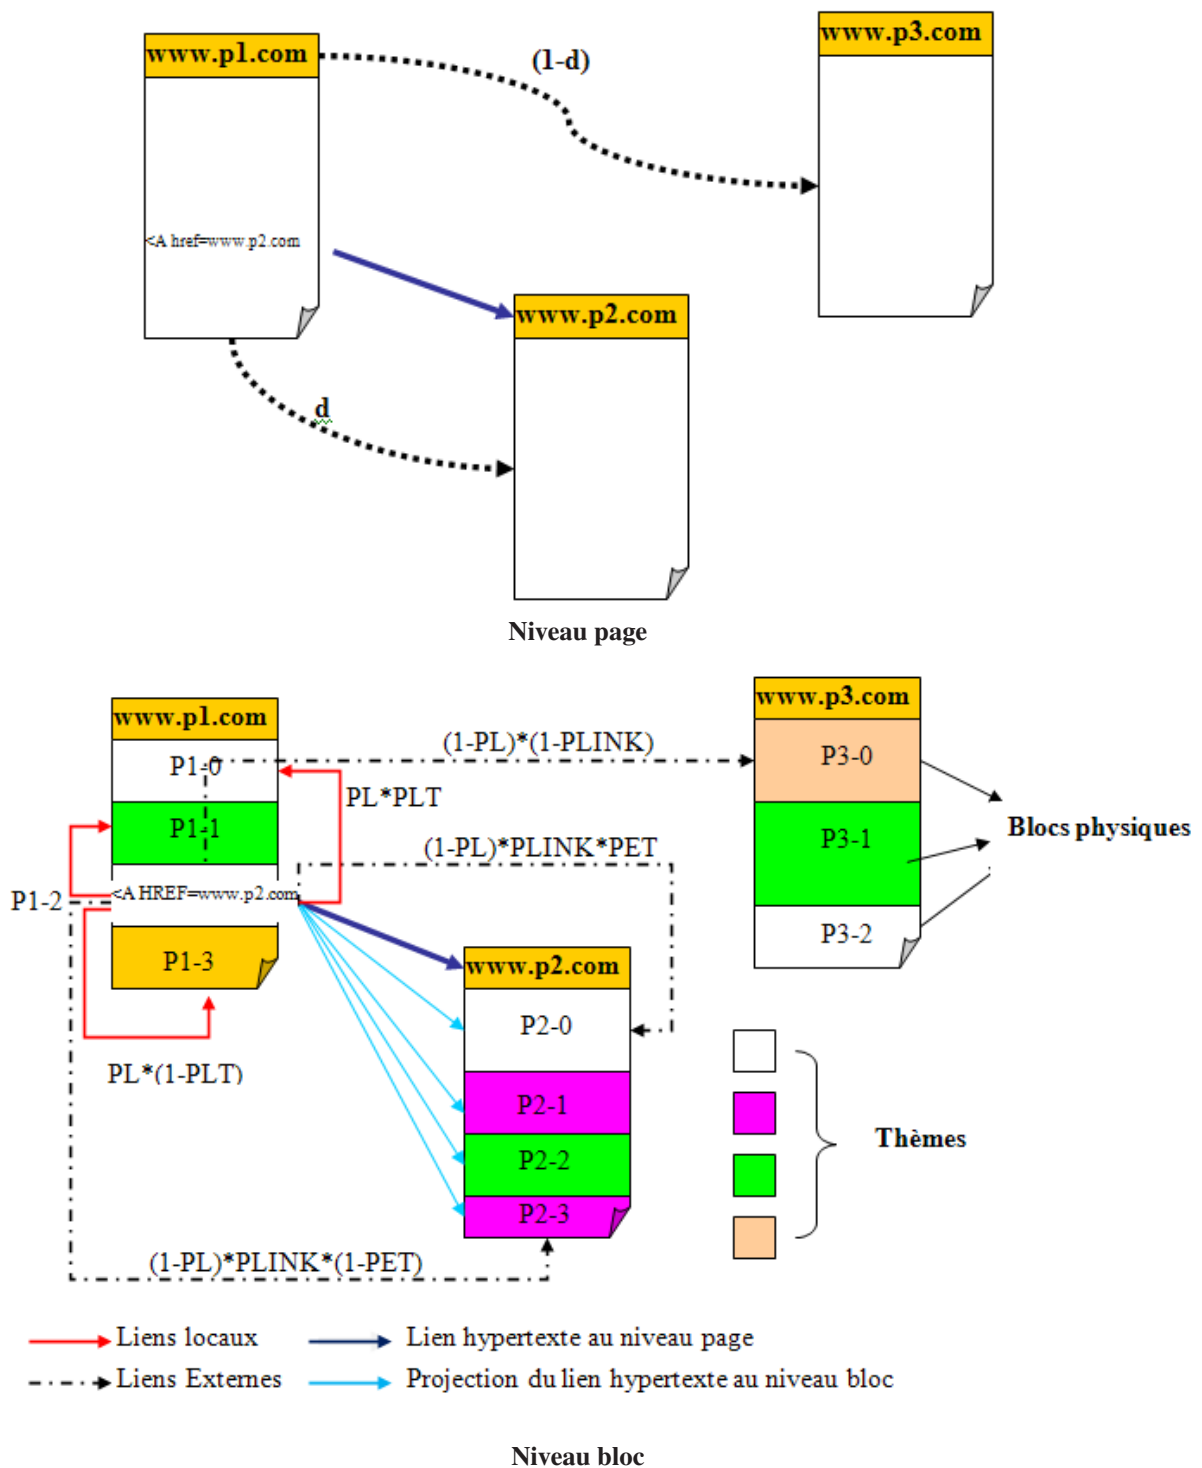 www.p1.com
www.p3.com
(1-d)
<A href=www.p2.com
www.p2.com
d
Niveau page
www.p1.com
www.p3.com
P1-0
(1-PL)*(1-PLINK)
P3-0
PL*PLT
P1-1
Blocs physiques
P3-1
(1-PL)*PLINK*PET
P1-2
<A HREF=www.p2.com
P3-2
P1-3
www.p2.com
P2-0
PL*(1-PLT)
P2-1
Thèmes
P2-2
P2-3
(1-PL)*PLINK*(1-PET)
Liens locaux
Lien hypertexte au niveau page
Liens Externes
Projection du lien hypertexte au niveau bloc
Niveau bloc